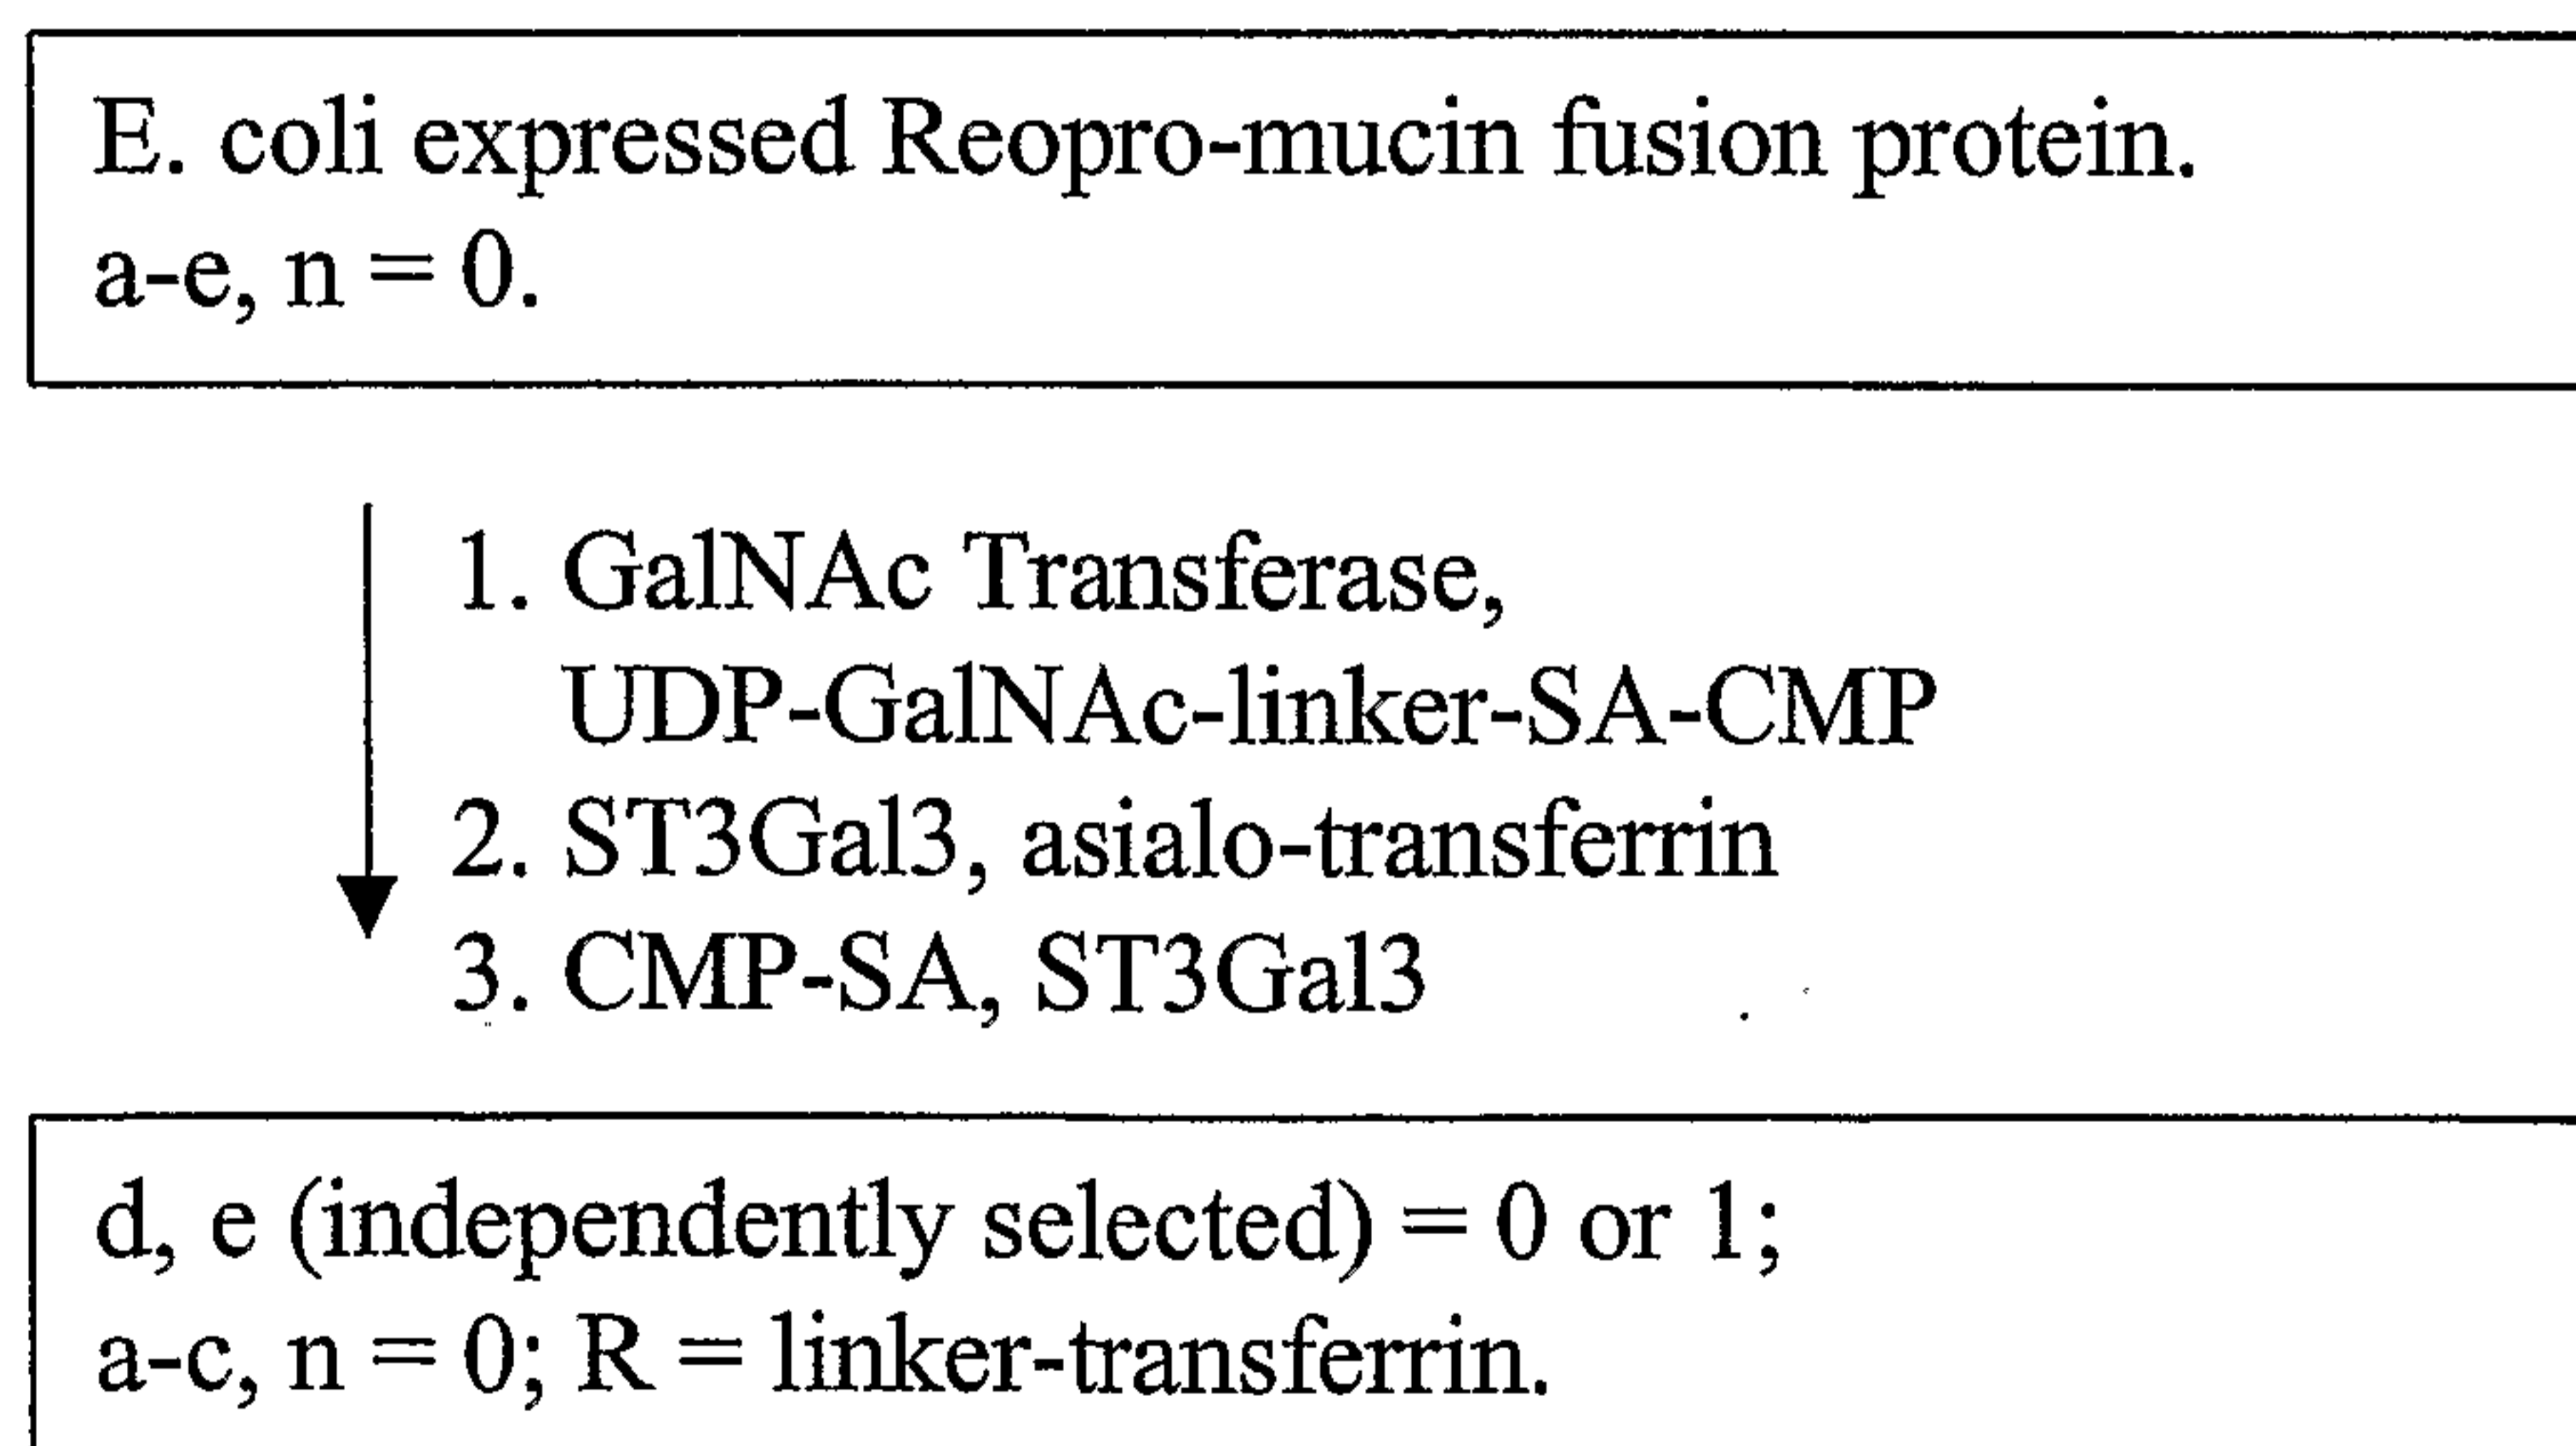 E. coli expressed Reopro-mucin fusion protein.
a-e, n = 0.
1. GalNAc Transferase,
UDP-GalNAc-linker-SA-CMP
2. ST3Gal3, asialo-transferrin
3. CMP-SA, ST3Gal3
d, e (independently selected) = 0 or 1;
a-c, n = 0; R = linker-transferrin.